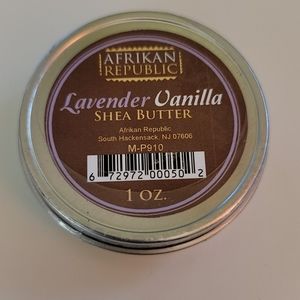 AFRIKAN
REPUBLIC
Lavender Vanilla
SHEA BUTTER
Afrikan Republic
South Hackensack, NJ 07606
M-P910
6 72972 00050 2
1 OZ.